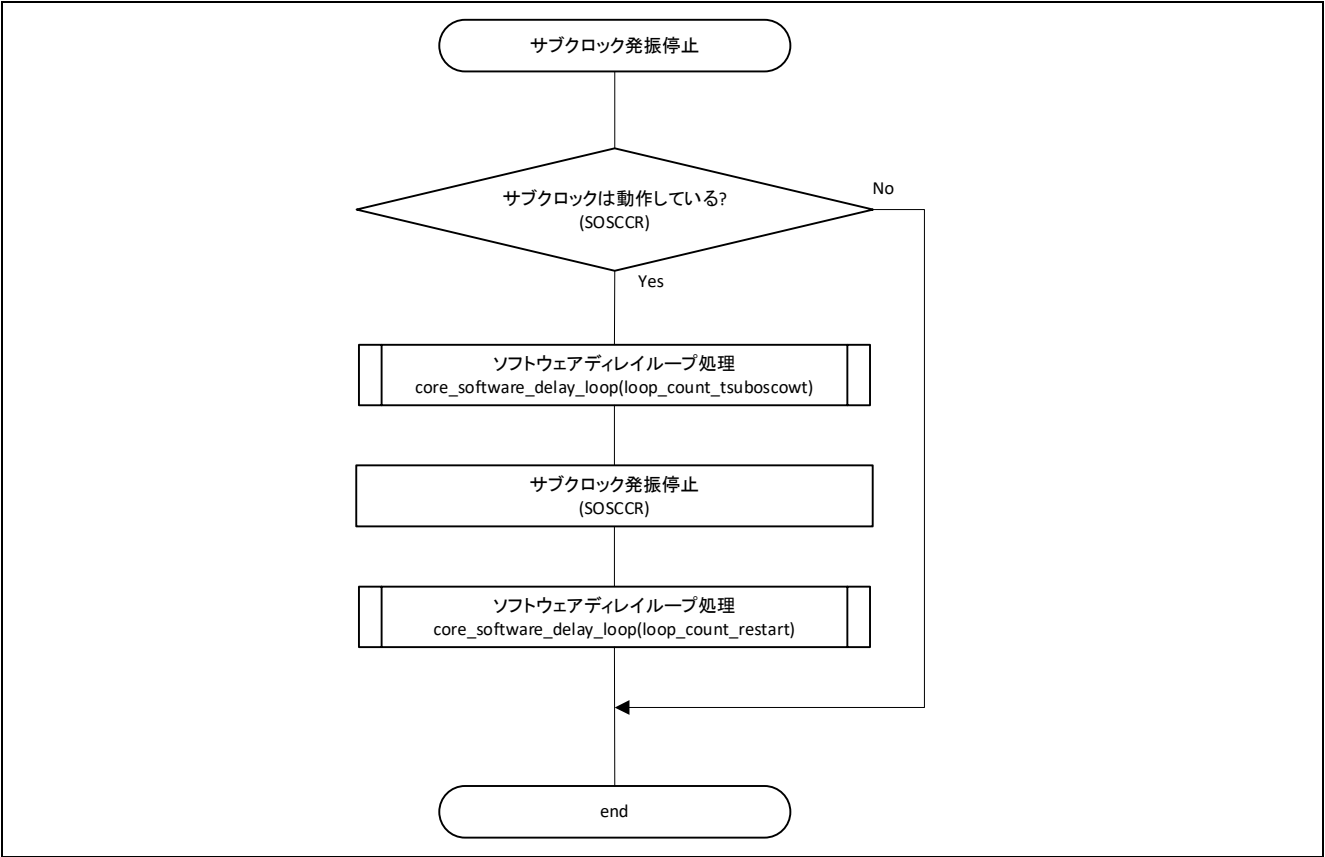 サブクロック発振停止
サブクロックは動作している?
(SOSCCR)
No
Yes
ソフトウェアディレイループ処理
core_software_delay_loop(loop_count_tsuboscowt)
サブクロック発振停止
(SOSCCR)
ソフトウェアディレイループ処理
core_software_delay_loop(loop_count_restart)
end